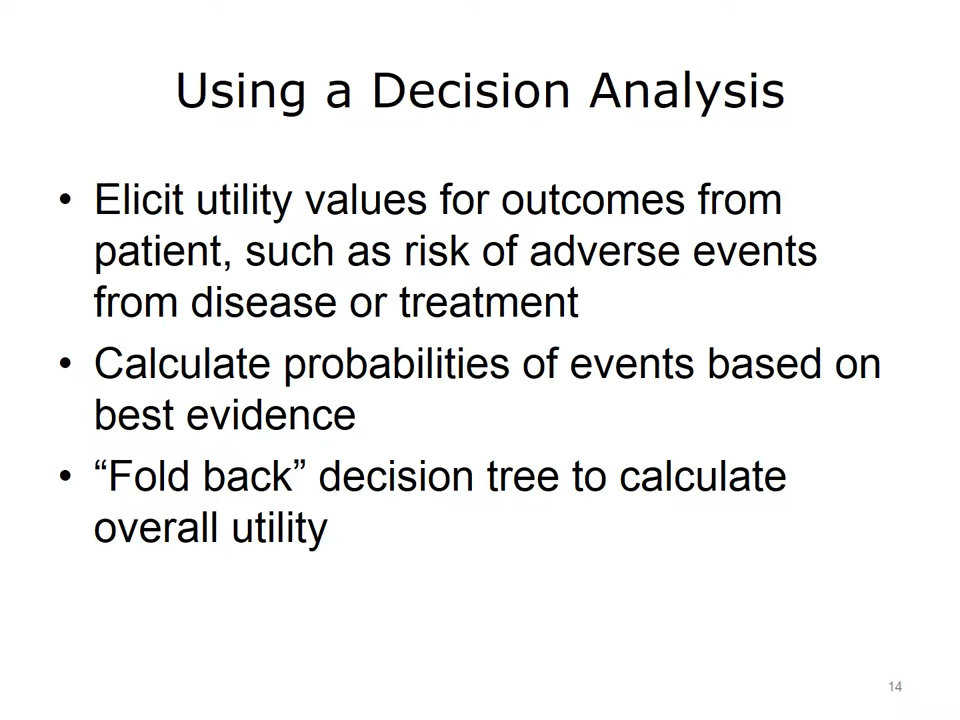 Using a Decision Analysis
• Elicit utility values for outcomes from
patient, such as risk of adverse events
from disease or treatment
• Calculate probabilities of events based on
best evidence
• “Fold back” decision tree to calculate
overall utility
14